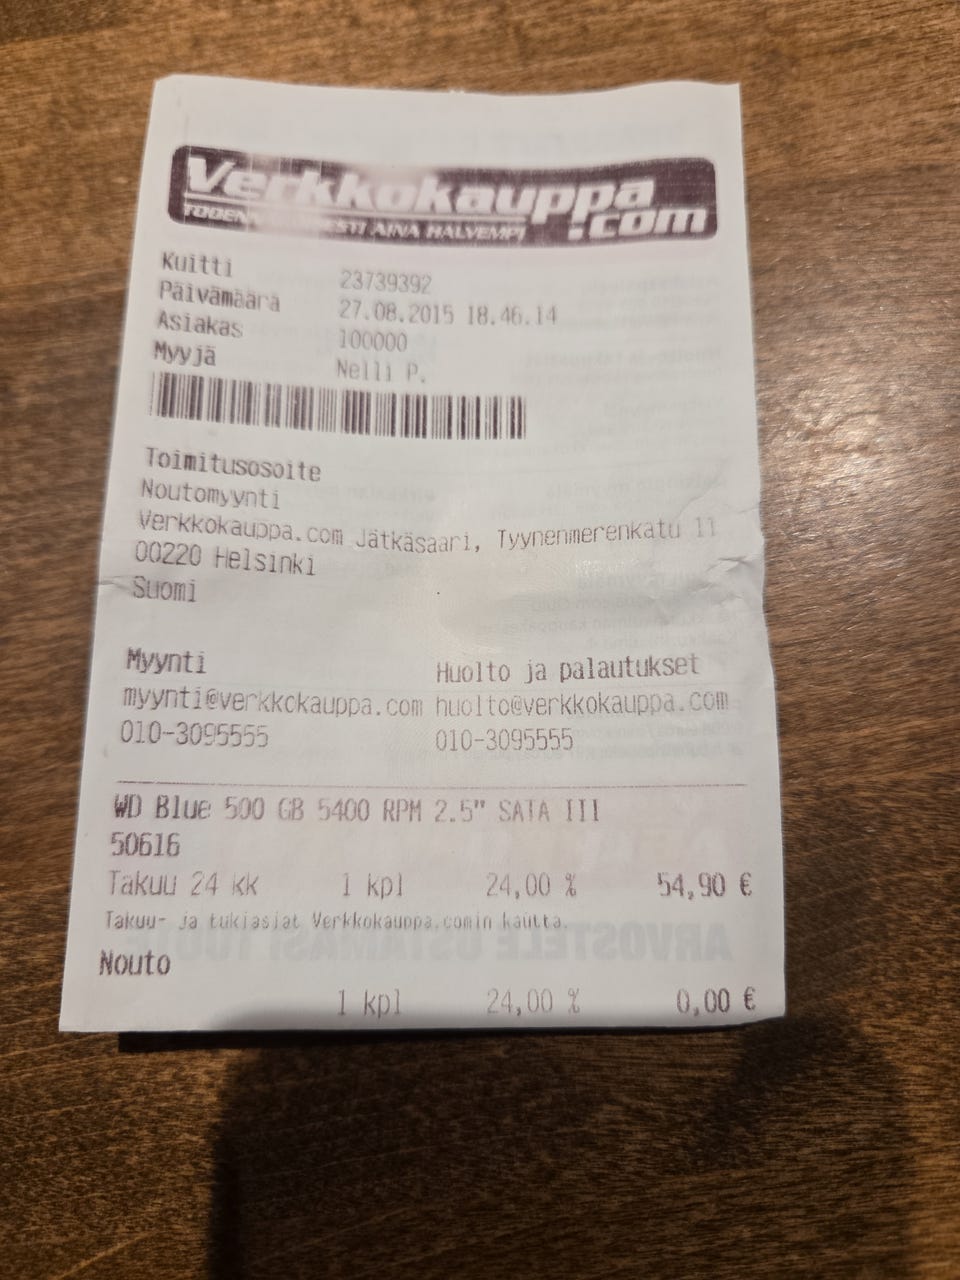 Verkkokauppa
.com
AINA HALVEMPI
Kuitti 23739392
Päivämäärä 27.08.2015 18.46.14
Asiakas 100000
Myyjä Nelli P.
Toimitusosoite
Noutomyynti
Verkkokauppa.com Jätkäsaari, Tyynenmerenkatu 11
00220 Helsinki
Suomi
Myynti Huolto ja palautukset
myynti@verkkokauppa.com huolto@verkkokauppa.com
010-3095555 010-3095555
WD Blue 500 GB 5400 RPM 2.5" SATA III
50616
Takuu 24 kk 1 kpl 24,00 % 54,90 €
Takuu- ja tukiasiat Verkkokauppa.comin kautta.
Nouto
1 kpl 24,00 % 0,00 €